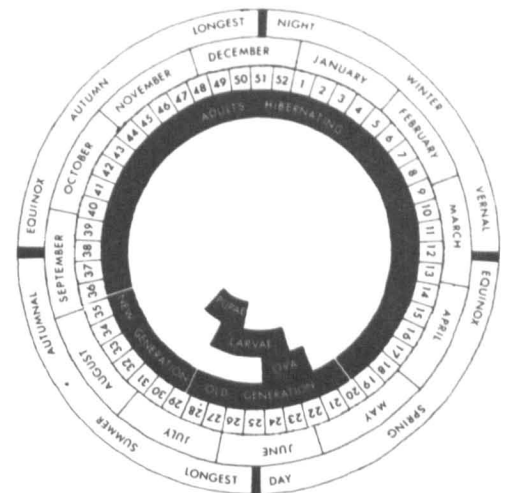 LONGEST NIGHT
WINTER
VERNAL EQUINOX
SPRING
LONGEST DAY
SUMMER
AUTUMNAL EQUINOX
AUTUMN
JANUARY
FEBRUARY
MARCH
APRIL
MAY
JUNE
JULY
AUGUST
SEPTEMBER
OCTOBER
NOVEMBER
DECEMBER
1 2 3 4 5 6 7 8 9 10 11 12 13 14 15 16 17 18 19 20 21 22 23 24 25 26 27 28 29 30 31 32 33 34 35 36 37 38 39 40 41 42 43 44 45 46 47 48 49 50 51 52
ADULTS HIBERNATING
OLD GENERATION
NEW GENERATION
OVA
LARVAE
PUPAE